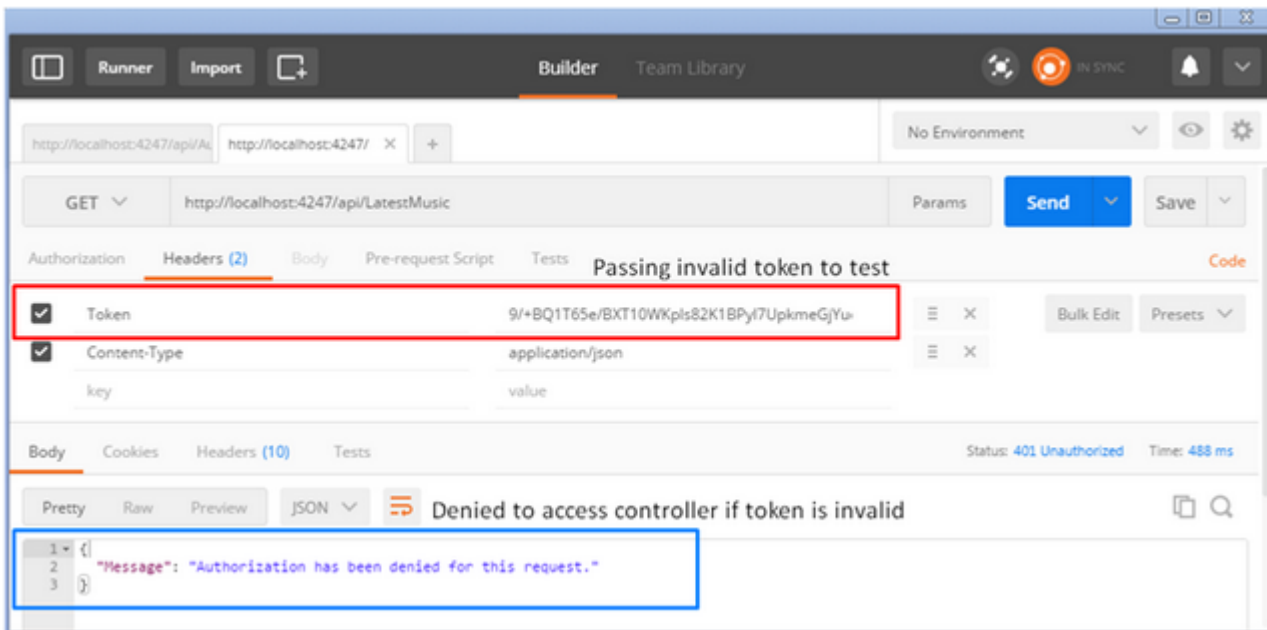 Runner Import Builder Team Library IN SYNC
http://localhost:4247/api/Au http://localhost:4247/ No Environment
GET http://localhost:4247/api/LatestMusic Params Send Save
Authorization Headers (2) Body Pre-request Script Tests Passing invalid token to test Code
Token 9/+BQ1T65e/BXT10WKpIs82K1BPyI7UpkmeGjYu Bulk Edit Presets
Content-Type application/json
key value
Body Cookies Headers (10) Tests Status: 401 Unauthorized Time: 488 ms
Pretty Raw Preview JSON Denied to access controller if token is invalid
1 {
2 "Message": "Authorization has been denied for this request."
3 }